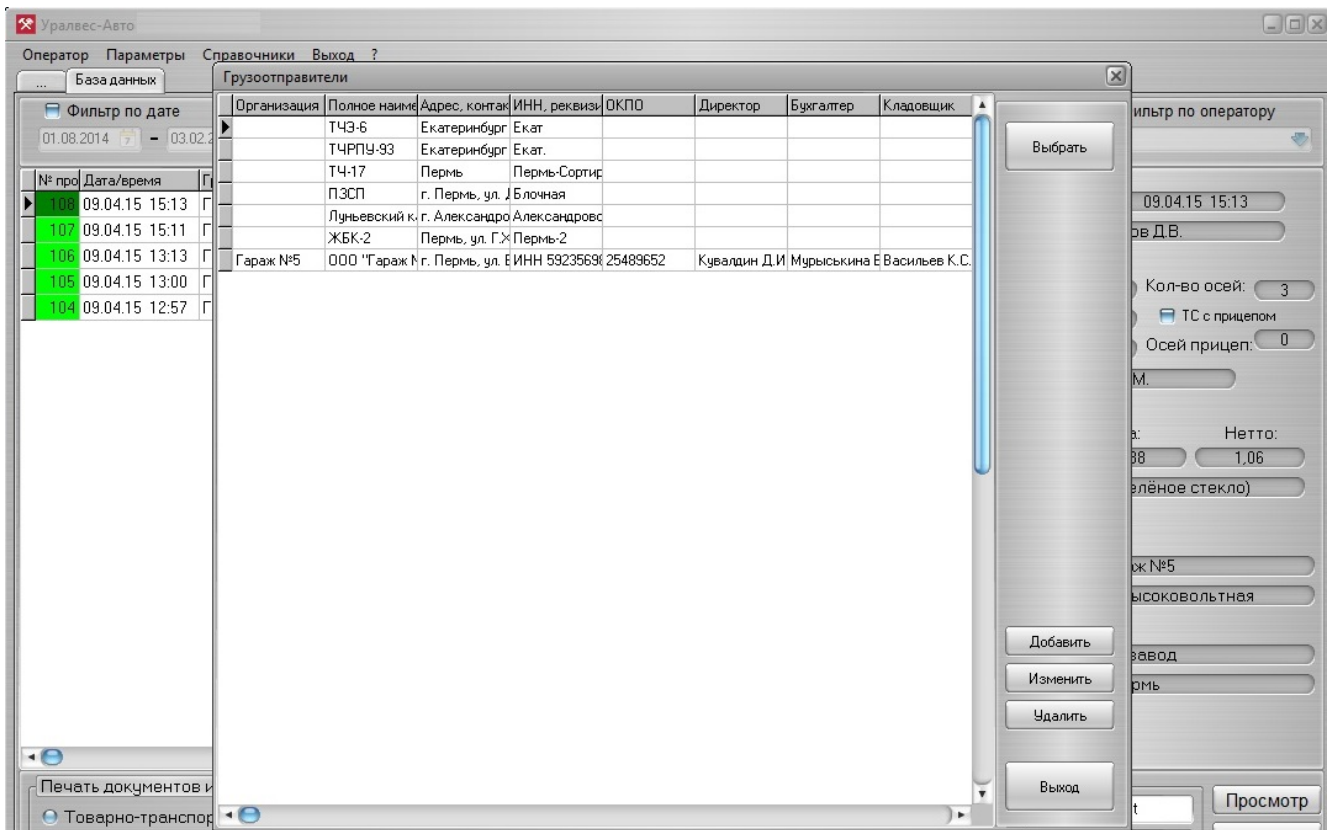 Уралвес-Авто
Оператор Параметры Справочники Выход ?
... База данных
Грузоотправители
Фильтр по дате
01.08.2014 - 03.02.2
ильтр по оператору
Организация Полное наиме Адрес, контак ИНН, реквизи ОКПО Директор Бухгалтер Кладовщик
ТЧЭ-6 Екатеринбург Екат
ТЧРПУ-93 Екатеринбург Екат.
ТЧ-17 Пермь Пермь-Сортир
ПЗСП г. Пермь, ул. Блочная
Луньевский к г. Александро Александровс
ЖБК-2 Пермь, ул. Г.Х Пермь-2
Гараж №5 ООО "Гараж № г. Пермь, ул. ИНН 5923569 25489652 Кувалдин Д.И Мурыськина Е Васильев К.С.
Выбрать
Добавить
Изменить
Удалить
Выход
№ про Дата/время Г
108 09.04.15 15:13 Г
107 09.04.15 15:11 Г
106 09.04.15 13:13 Г
105 09.04.15 13:00 Г
104 09.04.15 12:57 Г
09.04.15 15:13
ов Д.В.
Кол-во осей: 3
ТС с прицепом
Осей прицеп: 0
М.
а: Нетто:
38 1,06
елёное стекло)
аж №5
ысоковольтная
завод
рмь
Печать документов и
Товарно-транспор
t
Просмотр